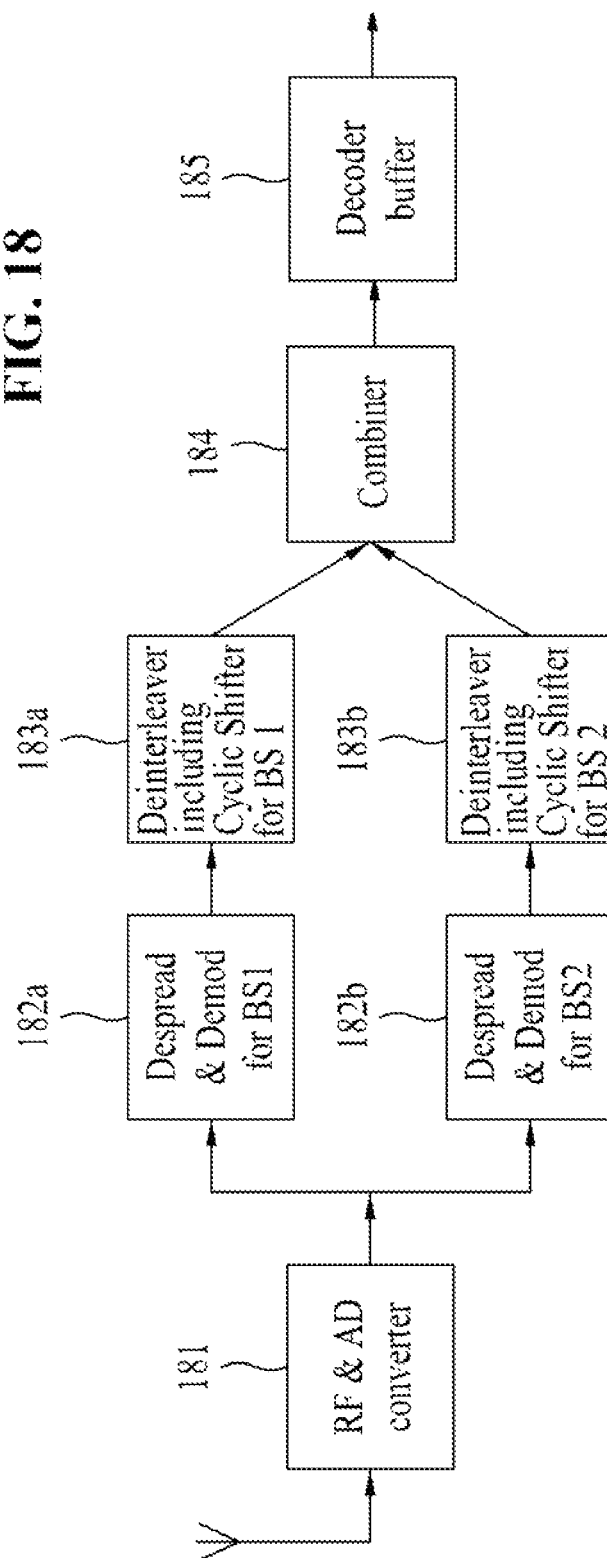 FIG. 18
181
RF & AD
converter
182a
Despread
& Demod
for BS1
182b
Despread
& Demod
for BS2
183a
Deinterleaver
including
Cyclic Shifter
for BS 1
183b
Deinterleaver
including
Cyclic Shifter
for BS 2
184
Combiner
185
Decoder
buffer